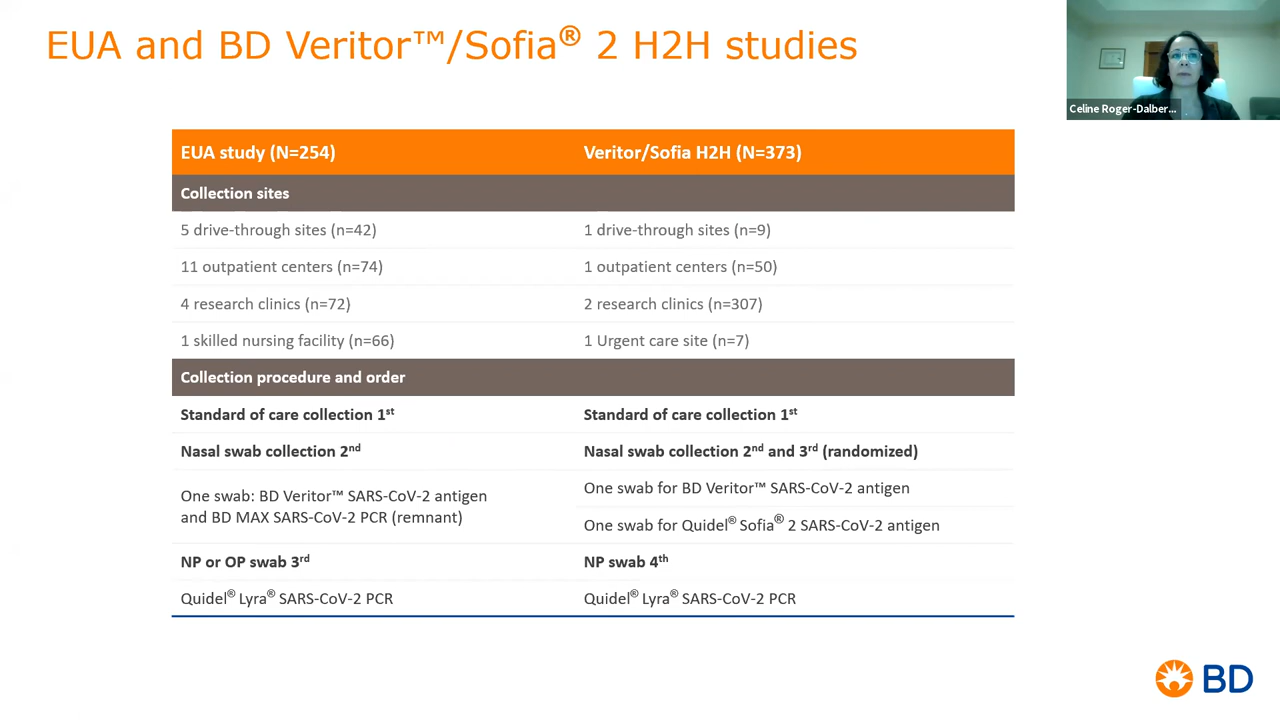 EUA and BD Veritor™/Sofia® 2 H2H studies
Celine Roger-Dalber...
EUA study (N=254) Veritor/Sofia H2H (N=373)
Collection sites
5 drive-through sites (n=42) 1 drive-through sites (n=9)
11 outpatient centers (n=74) 1 outpatient centers (n=50)
4 research clinics (n=72) 2 research clinics (n=307)
1 skilled nursing facility (n=66) 1 Urgent care site (n=7)
Collection procedure and order
Standard of care collection 1st Standard of care collection 1st
Nasal swab collection 2nd Nasal swab collection 2nd and 3rd (randomized)
One swab: BD Veritor™ SARS-CoV-2 antigen
and BD MAX SARS-CoV-2 PCR (remnant)
One swab for BD Veritor™ SARS-CoV-2 antigen
One swab for Quidel® Sofia® 2 SARS-CoV-2 antigen
NP or OP swab 3rd NP swab 4th
Quidel® Lyra® SARS-CoV-2 PCR Quidel® Lyra® SARS-CoV-2 PCR
BD